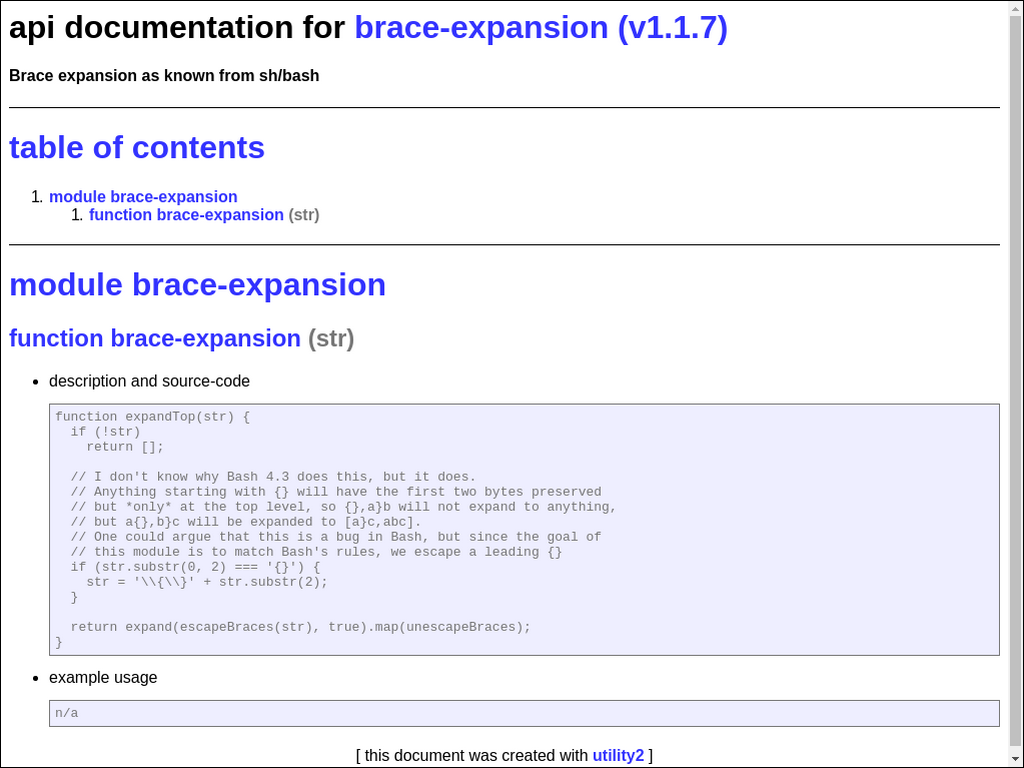 api documentation for brace-expansion (v1.1.7)
Brace expansion as known from sh/bash
table of contents
1. module brace-expansion
1. function brace-expansion (str)
module brace-expansion
function brace-expansion (str)
• description and source-code
function expandTop(str) {
  if (!str)
    return [];

  // I don't know why Bash 4.3 does this, but it does.
  // Anything starting with {} will have the first two bytes preserved
  // but *only* at the top level, so {},a}b will not expand to anything,
  // but a{},b}c will be expanded to [a}c,abc].
  // One could argue that this is a bug in Bash, but since the goal of
  // this module is to match Bash's rules, we escape a leading {}
  if (str.substr(0, 2) === '{}') {
    str = '\\{\\}' + str.substr(2);
  }

  return expand(escapeBraces(str), true).map(unescapeBraces);
}
• example usage
n/a
[ this document was created with utility2 ]